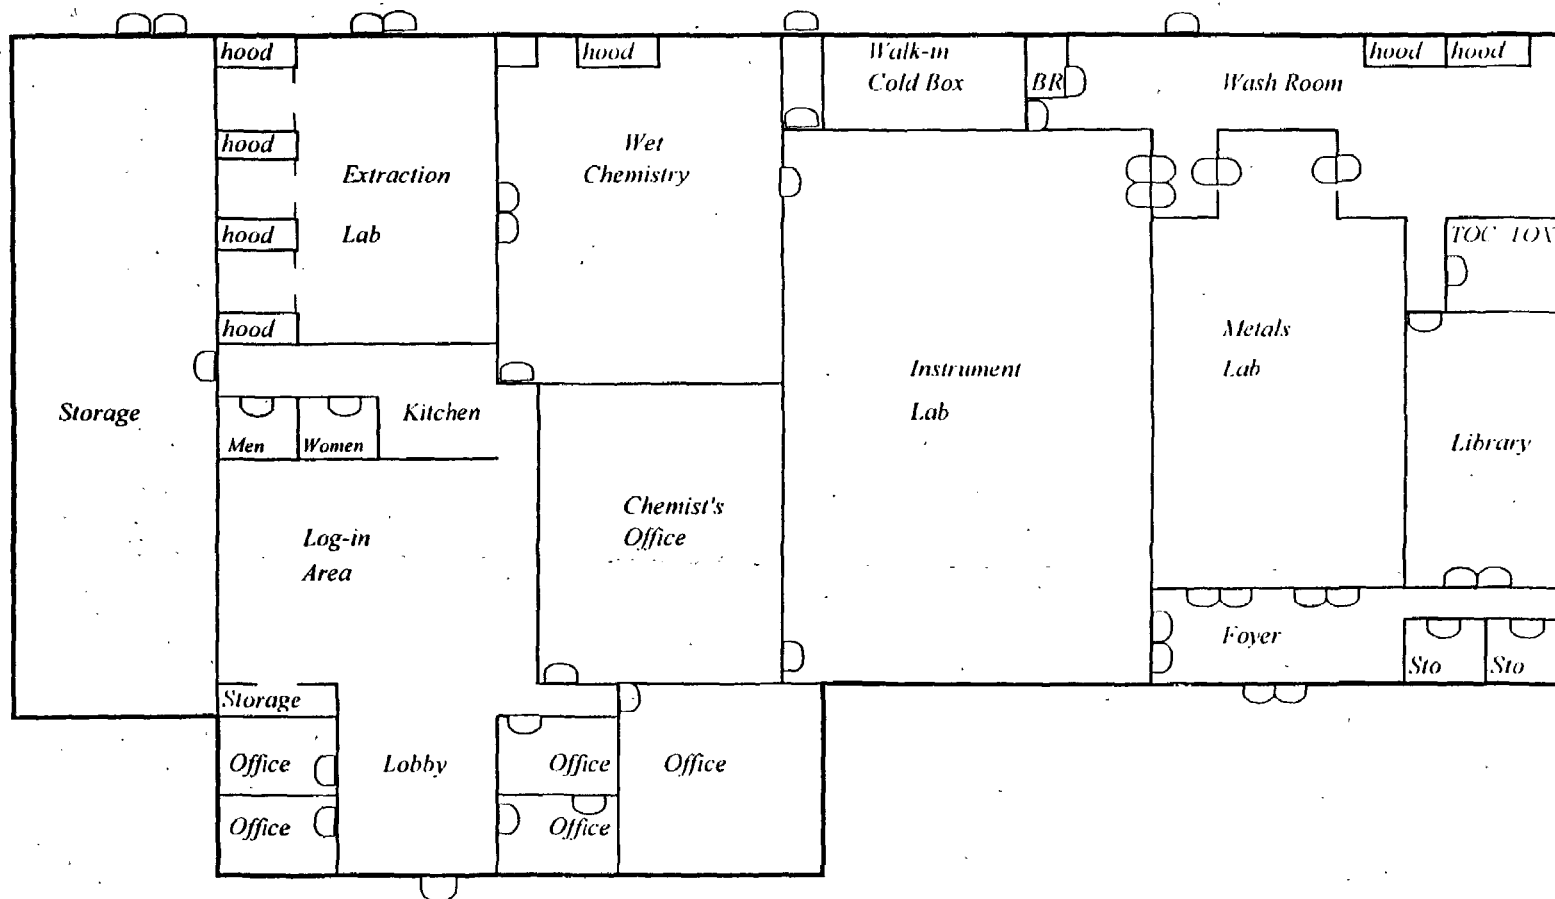 hood
hood
Walk-in
Cold Box
BR
Wash Room
hood
hood
hood
Wet
Chemistry
Extraction
Lab
hood
TOC TOX
hood
Metals
Lab
Instrument
Lab
Storage
Men
Women
Kitchen
Library
Chemist's
Office
Log-in
Area
Foyer
Sto
Sto
Storage
Office
Lobby
Office
Office
Office
Office